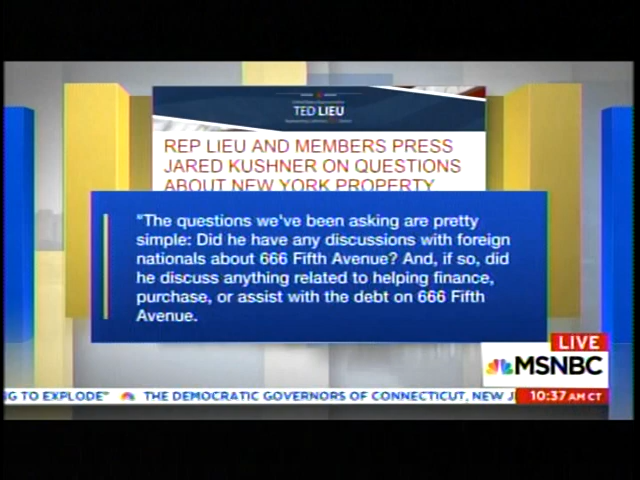 TED LIEU
REP LIEU AND MEMBERS PRESS
JARED KUSHNER ON QUESTIONS
ABOUT NEW YORK PROPERTY
"The questions we've been asking are pretty
simple: Did he have any discussions with foreign
nationals about 666 Fifth Avenue? And, if so, did
he discuss anything related to helping finance,
purchase, or assist with the debt on 666 Fifth
Avenue.
LIVE
MSNBC
G TO EXPLODE" THE DEMOCRATIC GOVERNORS OF CONNECTICUT, NEW J
10:37 AM CT